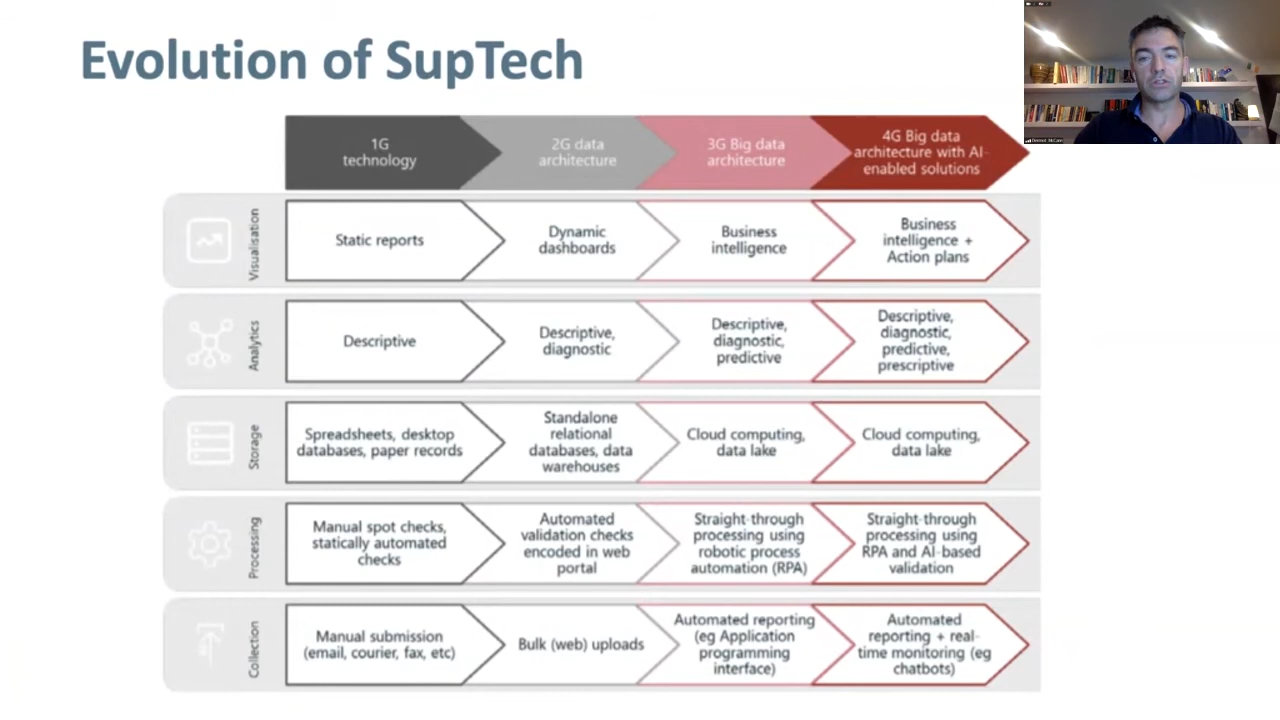 Evolution of SupTech
1G
technology
2G data
architecture
3G Big data
architecture
4G Big data
architecture with AI-
enabled solutions
Visualisation
Static reports
Dynamic
dashboards
Business
intelligence
Business
intelligence +
Action plans
Analytics
Descriptive
Descriptive,
diagnostic
Descriptive,
diagnostic,
predictive
Descriptive,
diagnostic,
predictive,
prescriptive
Storage
Spreadsheets, desktop
databases, paper records
Standalone
relational
databases, data
warehouses
Cloud computing,
data lake
Cloud computing,
data lake
Processing
Manual spot checks,
statically automated
checks
Automated
validation checks
encoded in web
portal
Straight-through
processing using
robotic process
automation (RPA)
Straight-through
processing using
RPA and AI-based
validation
Collection
Manual submission
(email, courier, fax, etc)
Bulk (web) uploads
Automated reporting
(eg Application
programming
interface)
Automated
reporting + real-
time monitoring (eg
chatbots)